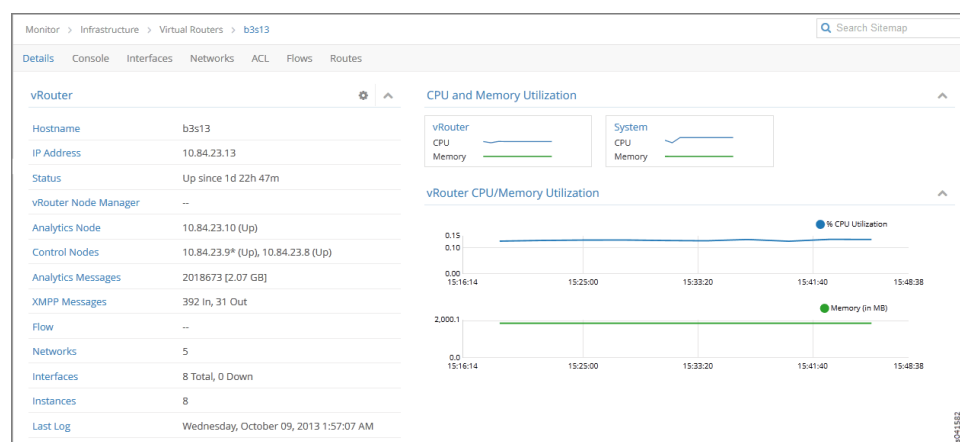 Monitor > Infrastructure > Virtual Routers > b3s13
Search Sitemap
Details Console Interfaces Networks ACL Flows Routes
vRouter
Hostname b3s13
IP Address 10.84.23.13
Status Up since 1d 22h 47m
vRouter Node Manager --
Analytics Node 10.84.23.10 (Up)
Control Nodes 10.84.23.9* (Up), 10.84.23.8 (Up)
Analytics Messages 2018673 [2.07 GB]
XMPP Messages 392 In, 31 Out
Flow --
Networks 5
Interfaces 8 Total, 0 Down
Instances 8
Last Log Wednesday, October 09, 2013 1:57:07 AM
CPU and Memory Utilization
vRouter
CPU
Memory
System
CPU
Memory
vRouter CPU/Memory Utilization
% CPU Utilization
0.15
0.10
0.00
15:16:14 15:25:00 15:33:20 15:41:40 15:48:38
Memory (in MB)
2,000.1
0.0
15:16:14 15:25:00 15:33:20 15:41:40 15:48:38